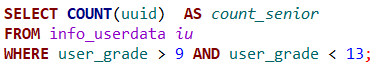 SELECT COUNT(uuid)  AS count_senior
FROM info_userdata iu
WHERE user_grade > 9 AND user_grade < 13;